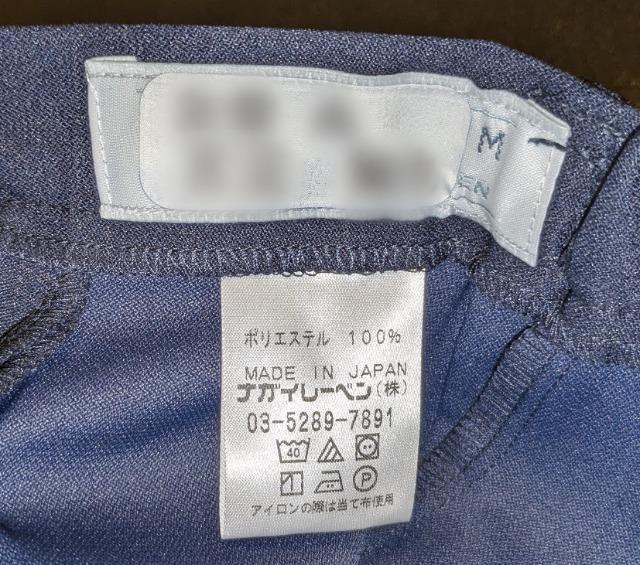 M
ポリエステル 100%
MADE IN JAPAN
ナガイレーベン(株)
03-5289-7891
40
アイロンの際は当て布使用